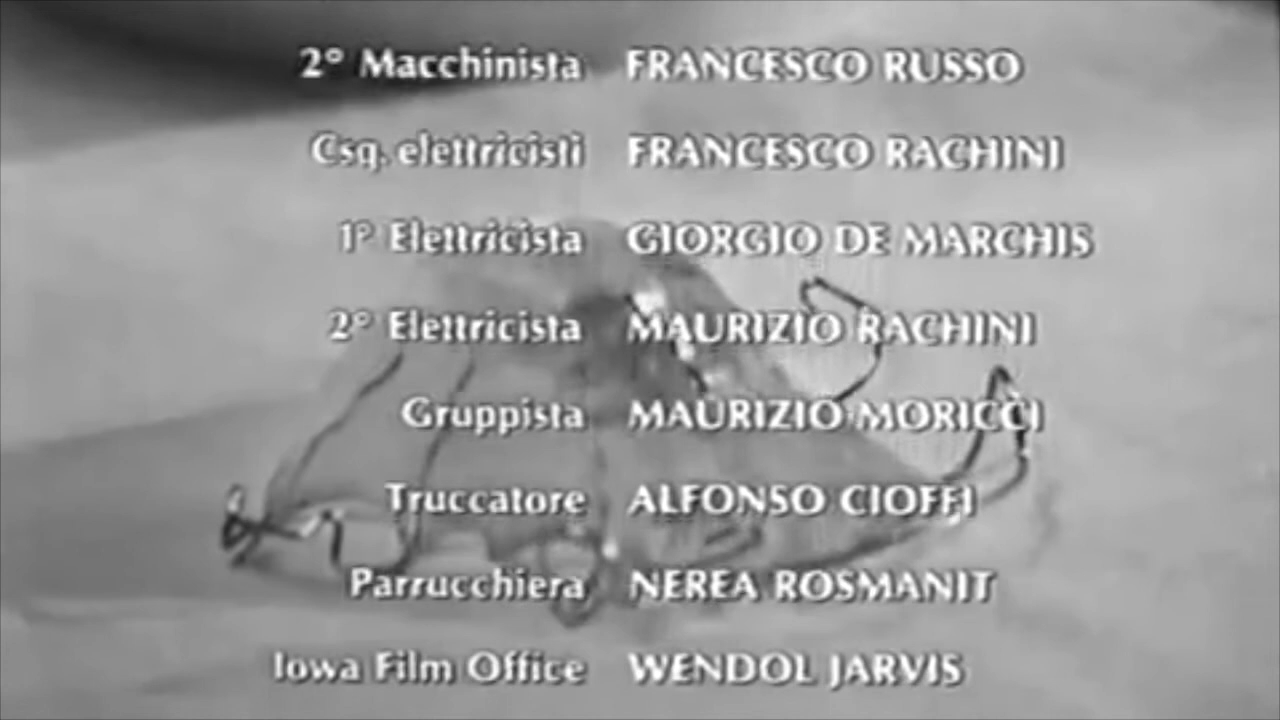 2° Macchinista FRANCESCO RUSSO
Csq. elettricisti FRANCESCO RACHINI
1° Elettricista GIORGIO DE MARCHIS
2° Elettricista MAURIZIO RACHINI
Gruppista MAURIZIO MORICCI
Truccatore ALFONSO CIOFFI
Parrucchiera NEREA ROSMANIT
Iowa Film Office WENDOL JARVIS